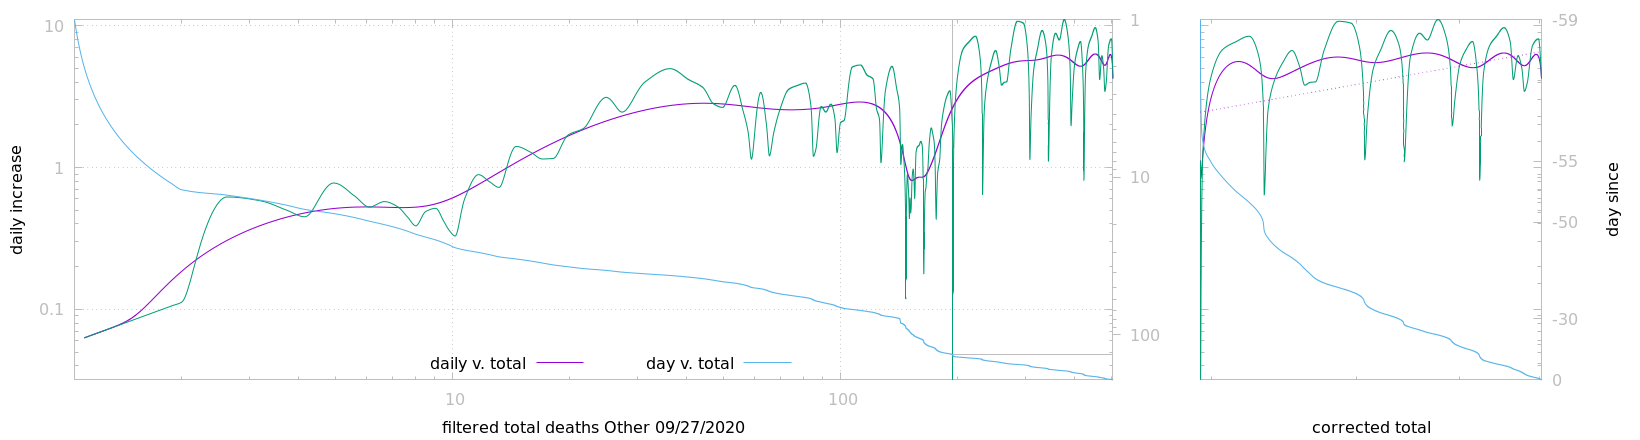 10
1
0.1
daily increase
daily v. total
day v. total
10
100
filtered total deaths Other 09/27/2020
1
10
100
-59
-55
-50
-30
0
day since
corrected total